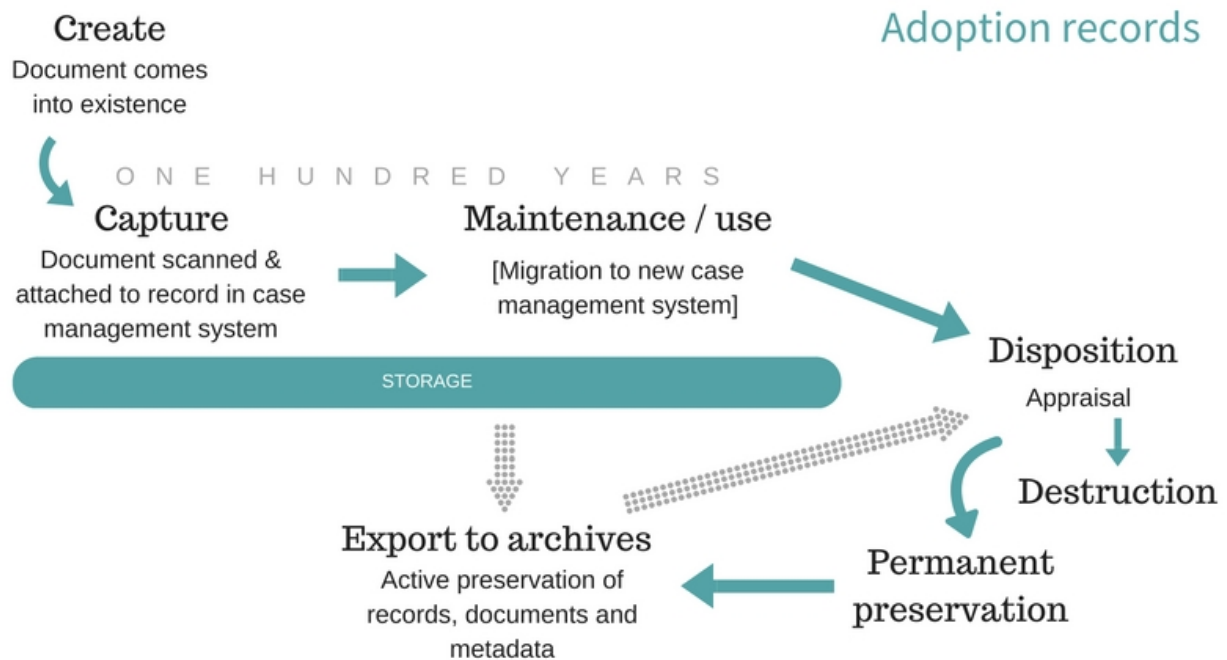 Adoption records
Create
Document comes
into existence
ONE HUNDRED YEARS
Capture
Document scanned &
attached to record in case
management system
Maintenance / use
[Migration to new case
management system]
STORAGE
Disposition
Appraisal
Destruction
Permanent
preservation
Export to archives
Active preservation of
records, documents and
metadata